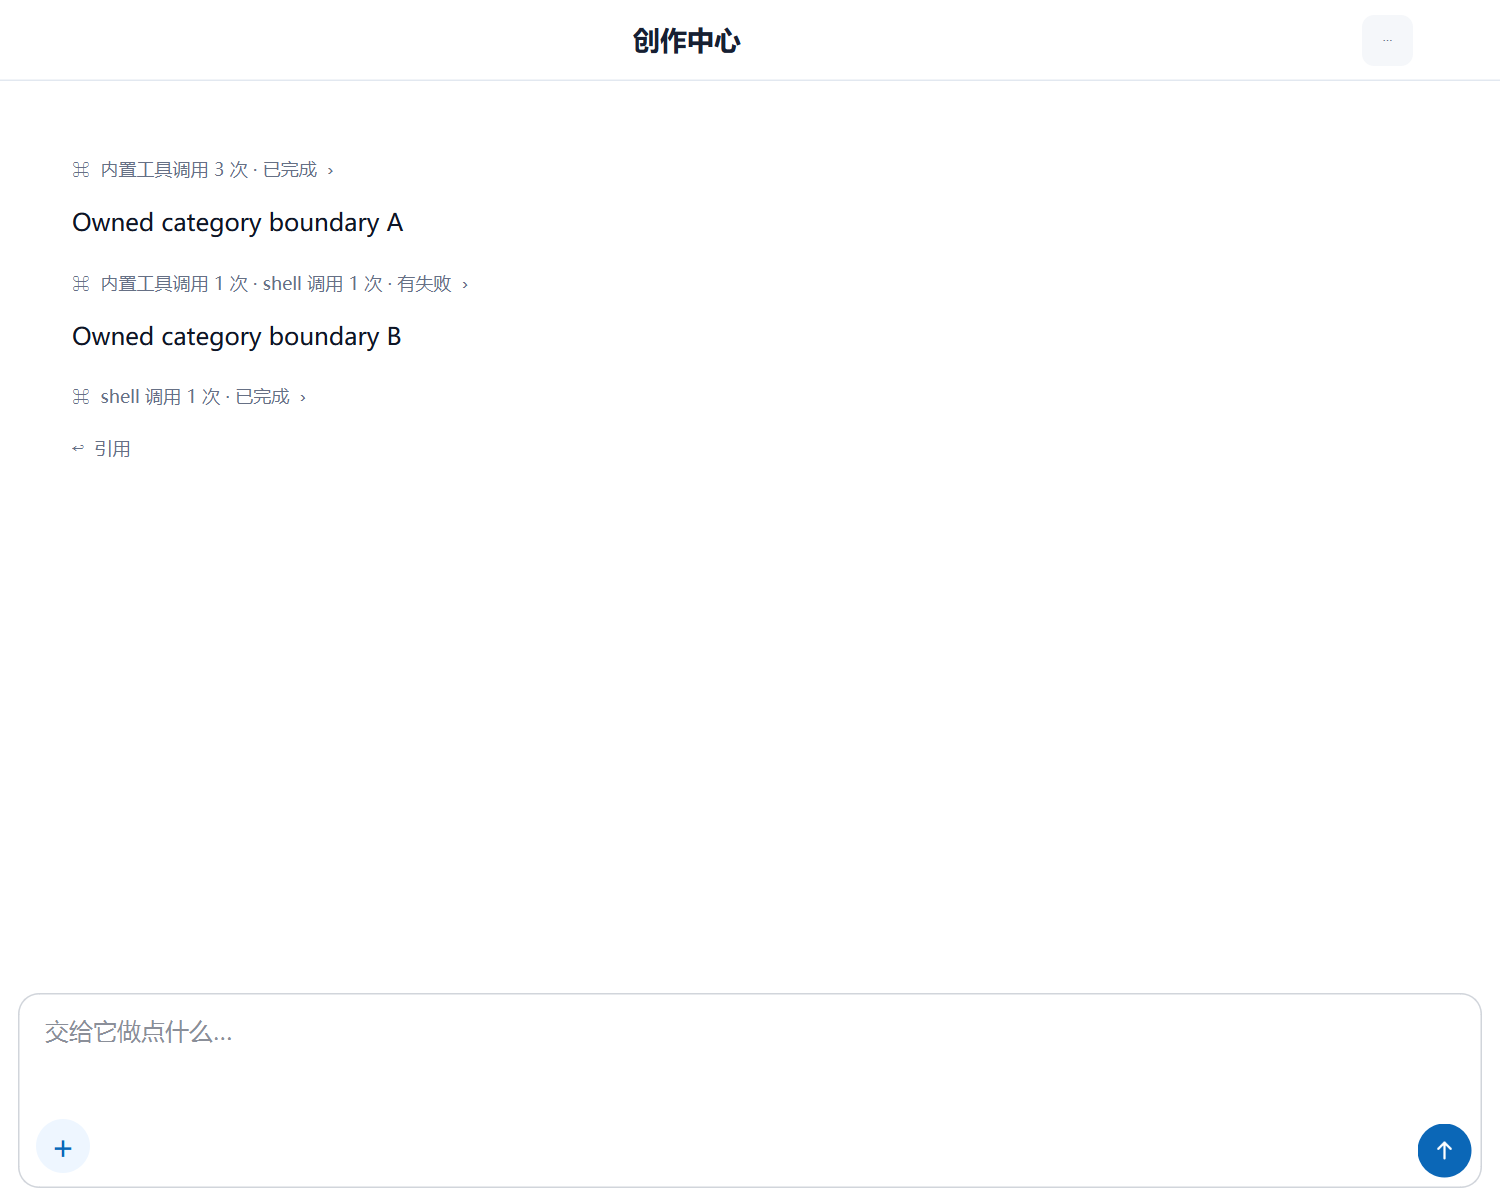 创作中心
...
⌘ 内置工具调用 3 次 · 已完成 ›
Owned category boundary A
⌘ 内置工具调用 1 次 · shell 调用 1 次 · 有失败 ›
Owned category boundary B
⌘ shell 调用 1 次 · 已完成 ›
↩ 引用
交给它做点什么...